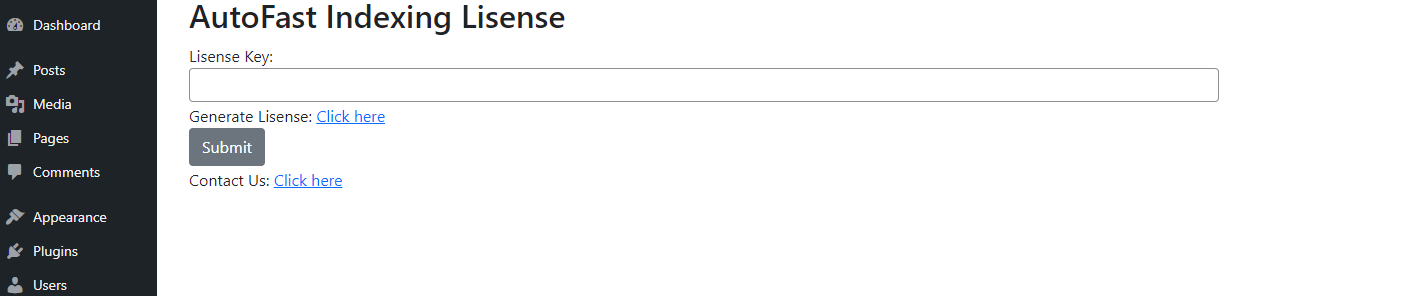 Dashboard
Posts
Media
Pages
Comments
Appearance
Plugins
Users
AutoFast Indexing Lisense
Lisense Key:
Generate Lisense: Click here
Submit
Contact Us: Click here